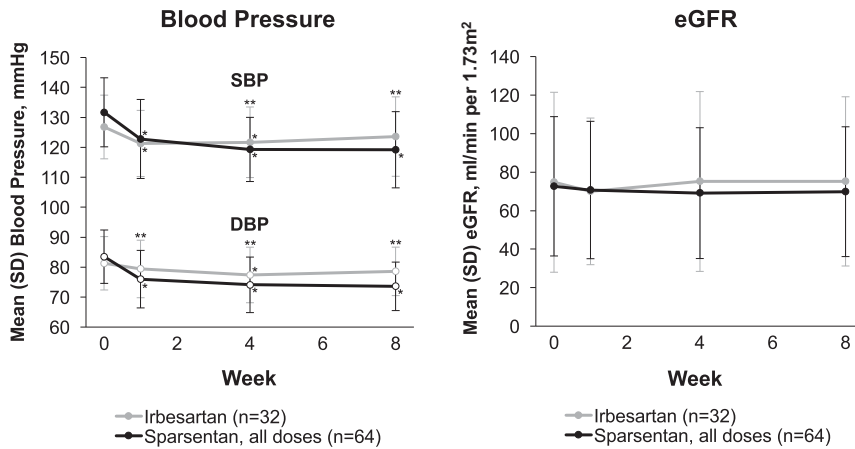 Blood Pressure
Mean (SD) Blood Pressure, mmHg
150
140
130
120
110
100
90
80
70
60
SBP
**
**
*
*
*
*
*
DBP
**
**
**
*
*
*
*
0 2 4 6 8
Week
Irbesartan (n=32)
Sparsentan, all doses (n=64)
eGFR
Mean (SD) eGFR, ml/min per 1.73m²
140
120
100
80
60
40
20
0
0 2 4 6 8
Week
Irbesartan (n=32)
Sparsentan, all doses (n=64)